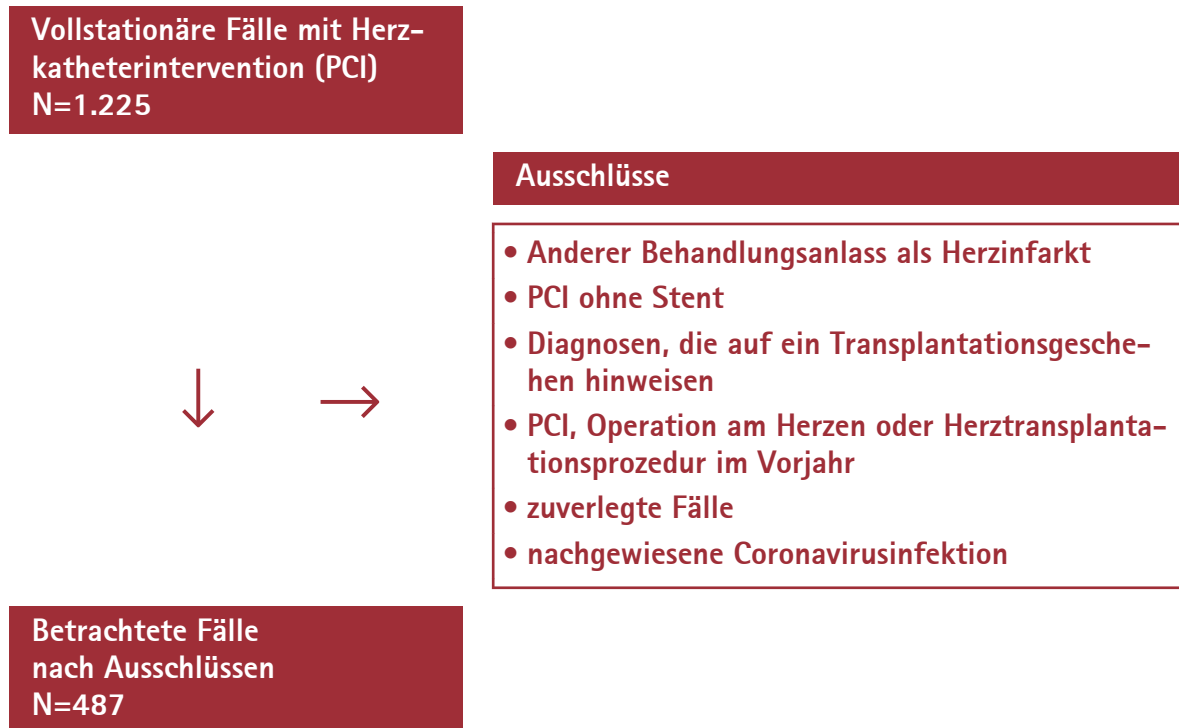 Vollstationäre Fälle mit Herz-
katheterintervention (PCI)
N=1.225
Ausschlüsse
• Anderer Behandlungsanlass als Herzinfarkt
• PCI ohne Stent
• Diagnosen, die auf ein Transplantationsgesche-
hen hinweisen
• PCI, Operation am Herzen oder Herztransplanta-
tionsprozedur im Vorjahr
• zuverlegte Fälle
• nachgewiesene Coronavirusinfektion
Betrachtete Fälle
nach Ausschlüssen
N=487